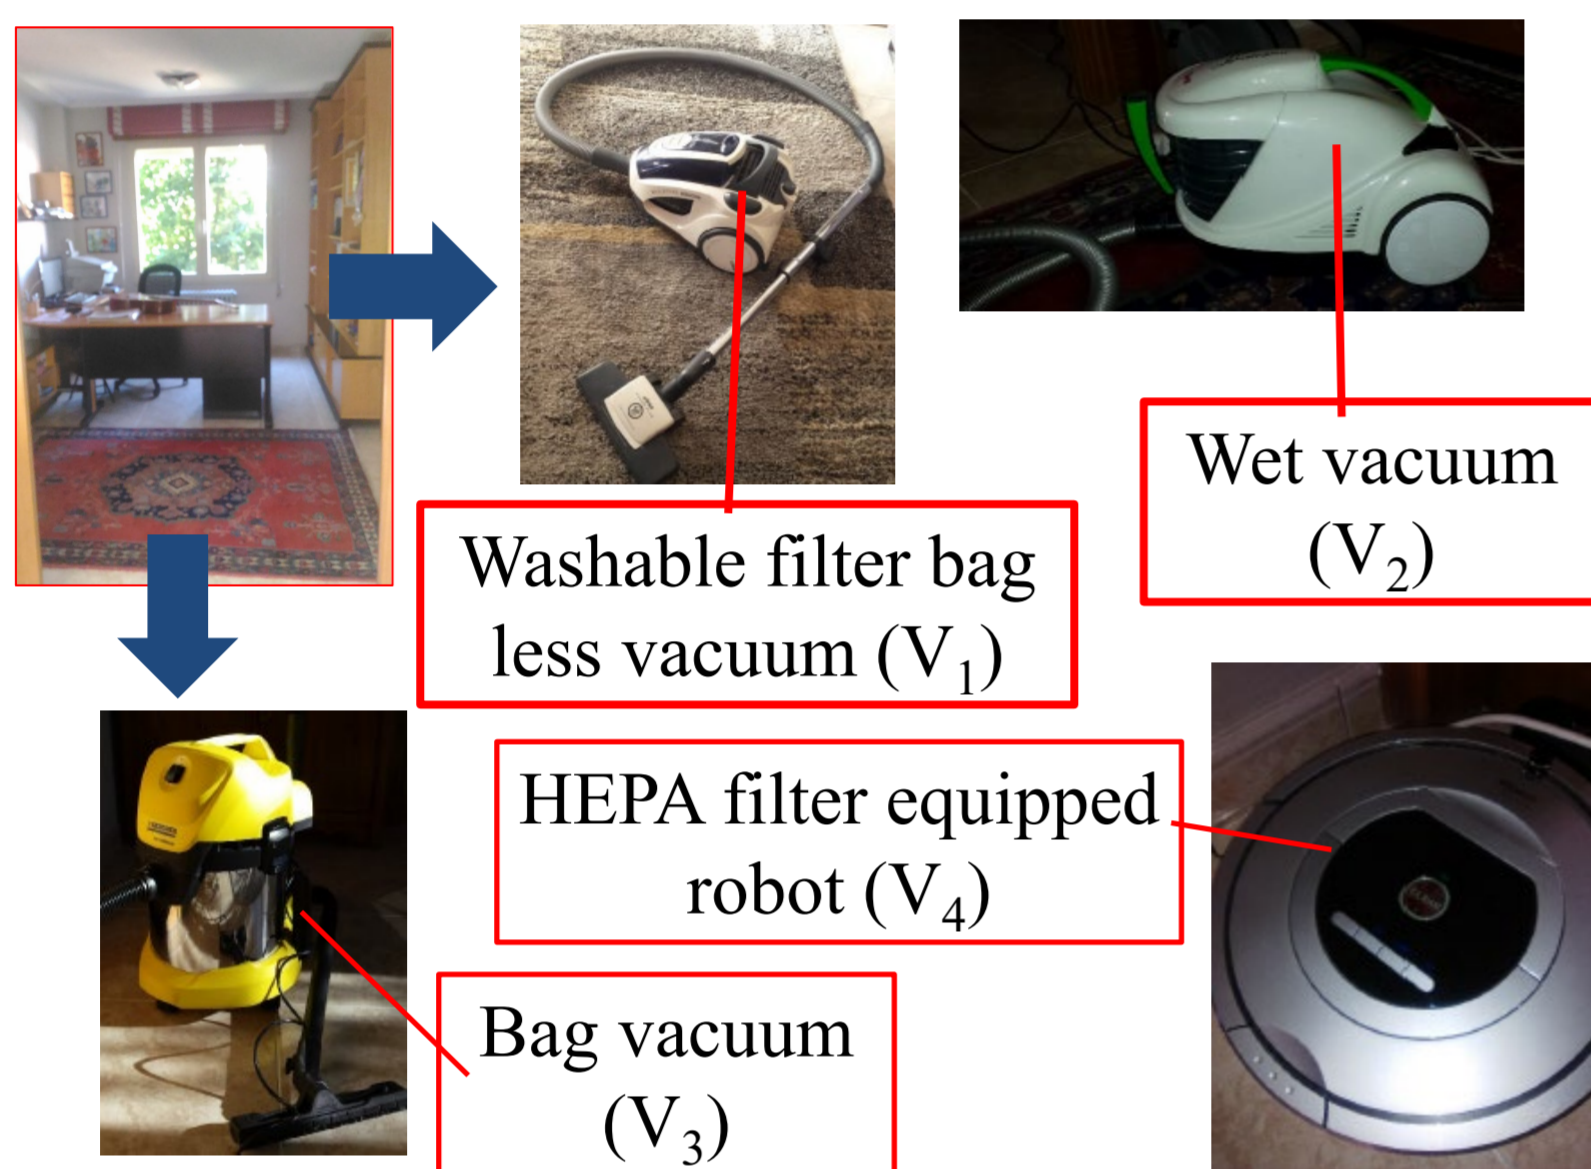 Washable filter bag
less vacuum (V₁)
Wet vacuum
(V₂)
HEPA filter equipped
robot (V₄)
Bag vacuum
(V₃)